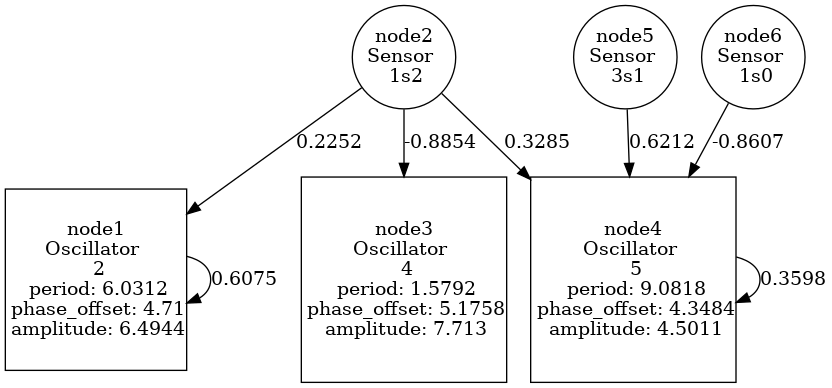 node2
Sensor
1s2
node5
Sensor
3s1
node6
Sensor
1s0
0.2252
-0.8854
0.3285
0.6212
-0.8607
node1
Oscillator
2
period: 6.0312
phase_offset: 4.71
amplitude: 6.4944
0.6075
node3
Oscillator
4
period: 1.5792
phase_offset: 5.1758
amplitude: 7.713
node4
Oscillator
5
period: 9.0818
phase_offset: 4.3484
amplitude: 4.5011
0.3598